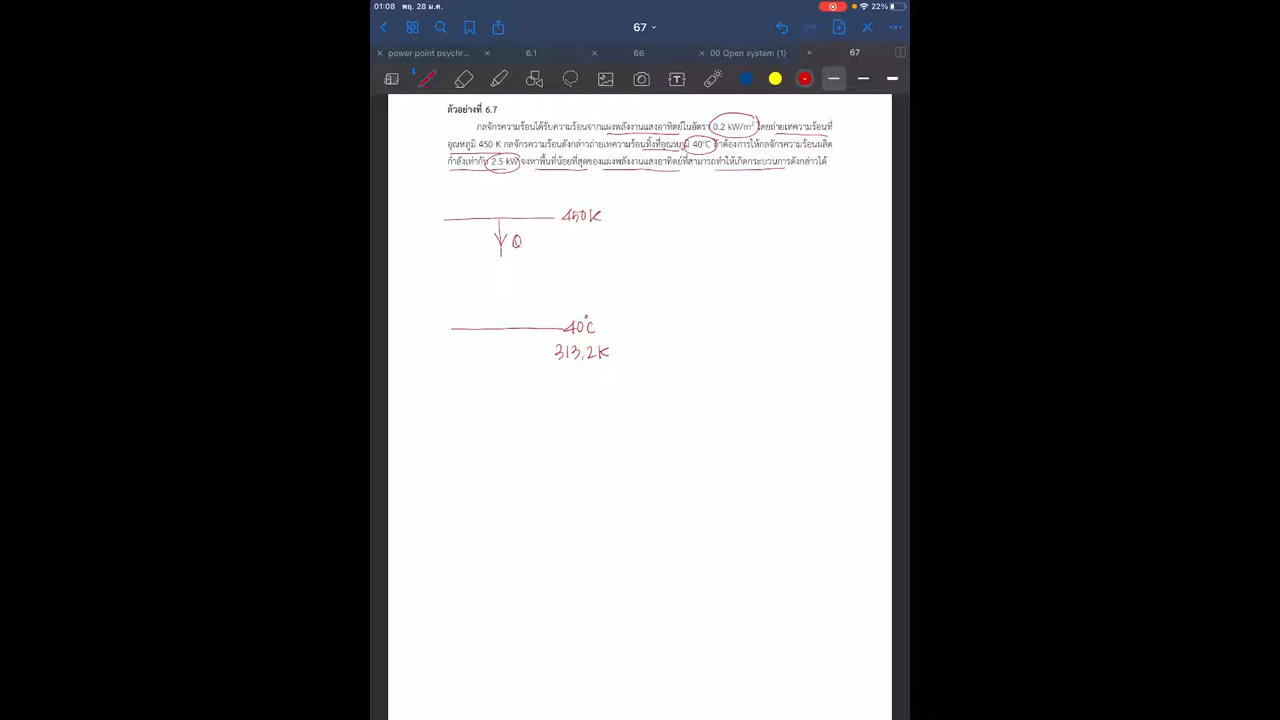 01:08 พฤ. 28 ม.ค.
22%
67
power point psychr...
6.1
66
00 Open system (1)
67
ตัวอย่างที่ 6.7
กลจักรความร้อนได้รับความร้อนจากแผงพลังงานแสงอาทิตย์ในอัตรา 0.2 kW/m² โดยถ่ายเทความร้อนที่
อุณหภูมิ 450 K กลจักรความร้อนดังกล่าวถ่ายเทความร้อนทิ้งที่อุณหภูมิ 40°C ถ้าต้องการให้กลจักรความร้อนผลิต
กำลังเท่ากับ 2.5 kW จงหาพื้นที่น้อยที่สุดของแผงพลังงานแสงอาทิตย์ที่สามารถทำให้เกิดกระบวนการดังกล่าวได้
450K
Q
40°C
313.2K